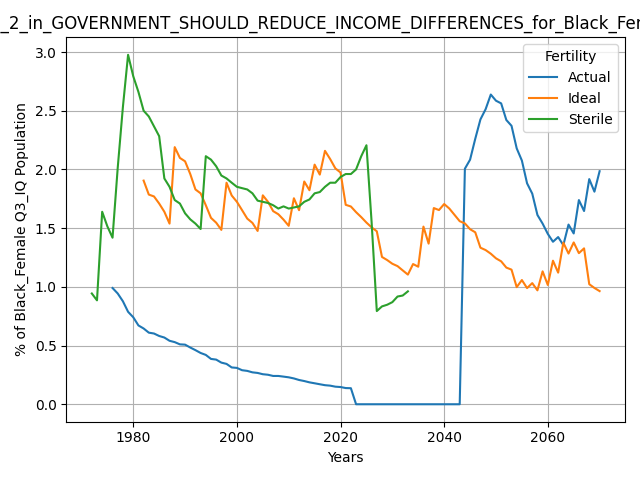 _2_in_GOVERNMENT_SHOULD_REDUCE_INCOME_DIFFERENCES_for_Black_Fem
Fertility
Actual
Ideal
Sterile
% of Black_Female Q3_IQ Population
3.0
2.5
2.0
1.5
1.0
0.5
0.0
1980 2000 2020 2040 2060
Years